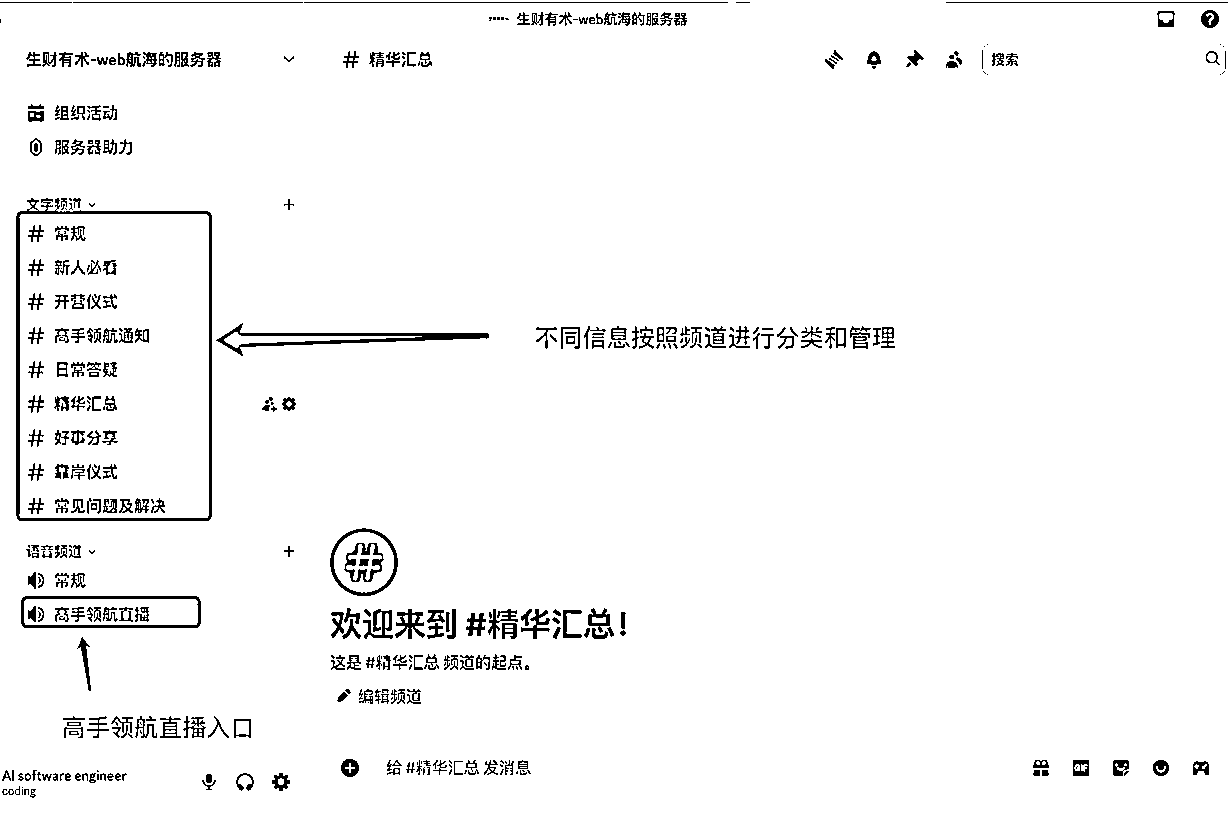 生财有术-web航海的服务器
生财有术-web航海的服务器
# 精华汇总
搜索
组织活动
服务器助力
文字频道
# 常规
# 新人必看
# 开营仪式
# 高手领航通知
# 日常答疑
# 精华汇总
# 好事分享
# 靠岸仪式
# 常见问题及解决
不同信息按照频道进行分类和管理
语音频道
常规
高手领航直播
高手领航直播入口
欢迎来到 #精华汇总!
这是 #精华汇总 频道的起点。
编辑频道
给 #精华汇总 发消息
GIF
AI software engineer
coding